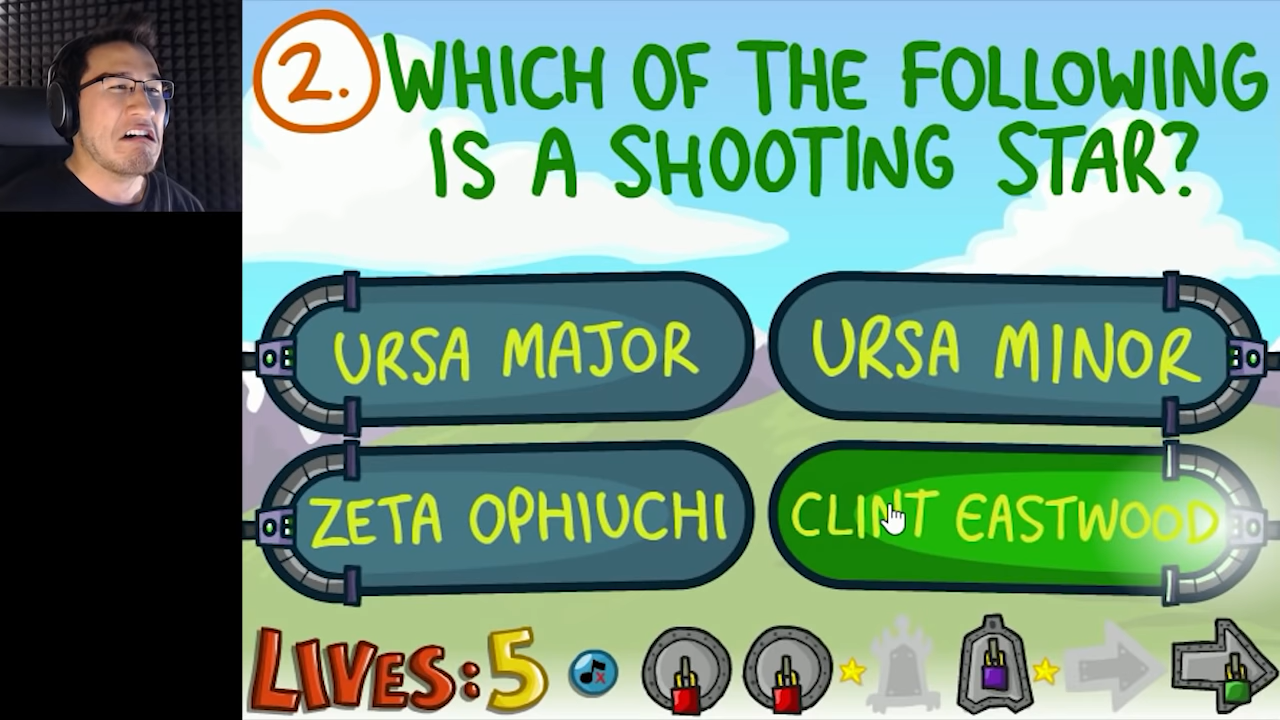 2. WHICH OF THE FOLLOWING
IS A SHOOTING STAR?
URSA MAJOR
URSA MINOR
ZETA OPHIUCHI
CLINT EASTWOOD
LIVES: 5